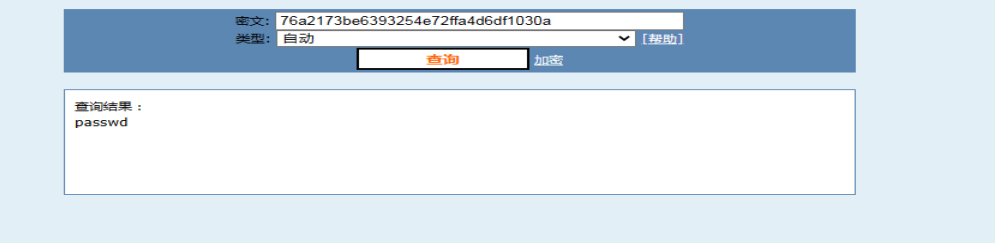 密文: 76a2173be6393254e72ffa4d6df1030a
类型: 自动 [帮助]
查询 加密
查询结果：
passwd